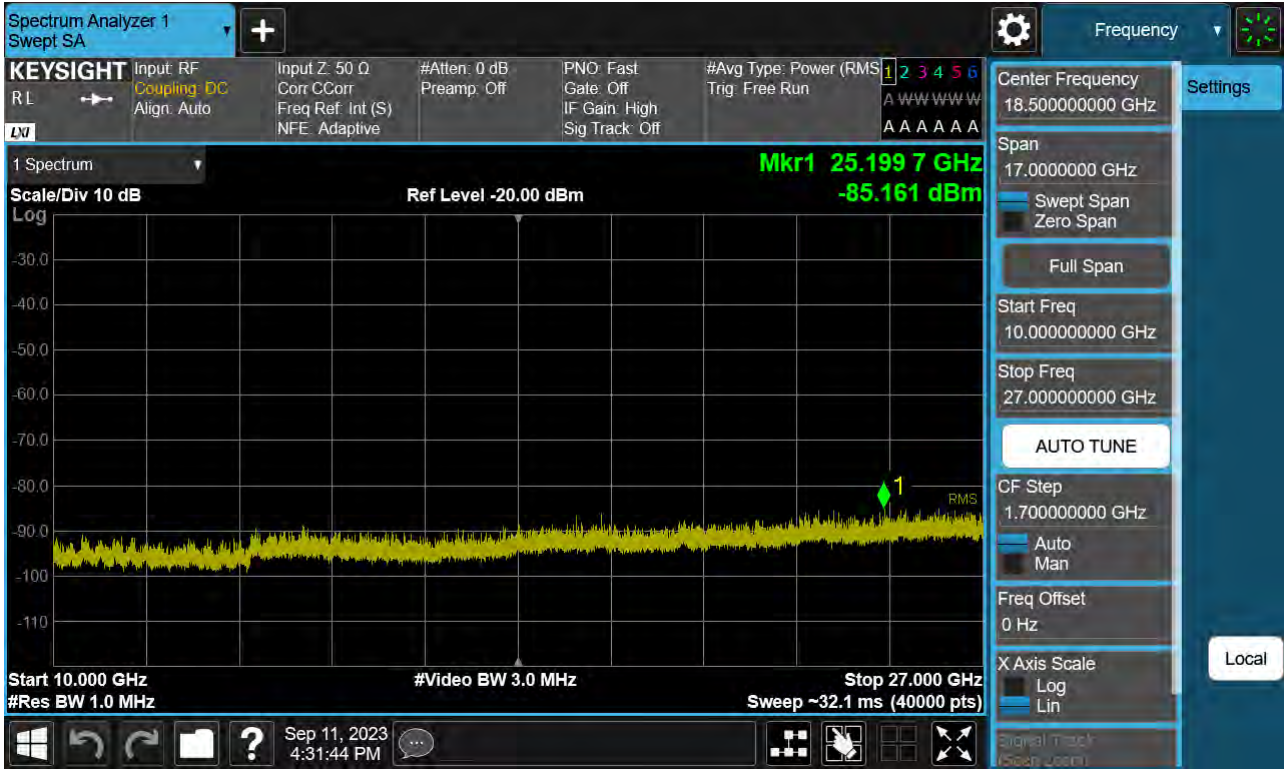 Spectrum Analyzer 1
Swept SA
+
Frequency
KEYSIGHT
R L
LXI
Input: RF
Coupling: DC
Align: Auto
Input Z: 50 Ω
Corr CCorr
Freq Ref: Int (S)
NFE: Adaptive
#Atten: 0 dB
Preamp: Off
PNO: Fast
Gate: Off
IF Gain: High
Sig Track: Off
#Avg Type: Power (RMS
Trig: Free Run
1 2 3 4 5 6
A W W W W W
A A A A A A
1 Spectrum
Mkr1 25.199 7 GHz
-85.161 dBm
Scale/Div 10 dB
Ref Level -20.00 dBm
Log
-30.0
-40.0
-50.0
-60.0
-70.0
-80.0
-90.0
-100
-110
1
RMS
Start 10.000 GHz
#Video BW 3.0 MHz
Stop 27.000 GHz
#Res BW 1.0 MHz
Sweep ~32.1 ms (40000 pts)
Center Frequency
18.500000000 GHz
Settings
Span
17.0000000 GHz
Swept Span
Zero Span
Full Span
Start Freq
10.000000000 GHz
Stop Freq
27.000000000 GHz
AUTO TUNE
CF Step
1.700000000 GHz
Auto
Man
Freq Offset
0 Hz
X Axis Scale
Log
Lin
Local
Signal Track
(Span Zoom)
?
Sep 11, 2023
4:31:44 PM